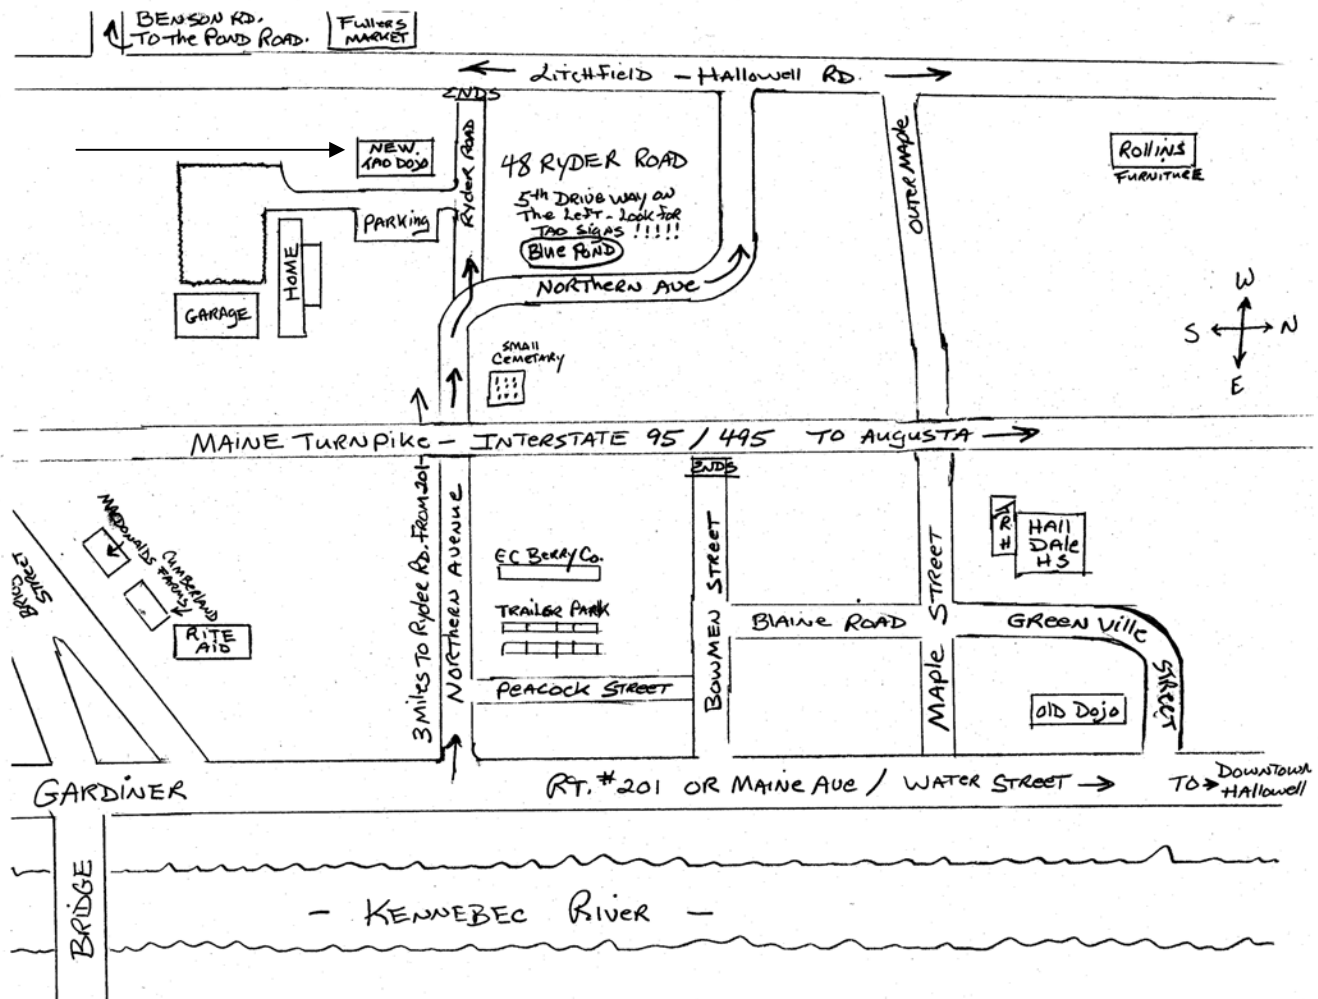 BENSON RD.
TO THE POND ROAD.
FULLERS
MARKET
LITCHFIELD - HALLOWELL RD.
ENDS
NEW
TAO DOJO
RYDER ROAD
48 RYDER ROAD
5th DRIVE WAY ON
THE LEFT - LOOK FOR
TAO SIGNS !!!!!
BLUE POND
OUTER MAPLE
ROLLINS
FURNITURE
PARKING
HOME
GARAGE
NORTHERN AVE
SMALL
CEMETARY
W
S
N
E
MAINE TURNPIKE - INTERSTATE 95 / 495 TO AUGUSTA
3 MILES TO RYDER RD. FROM 201
NORTHERN AVENUE
ENDS
BOWMEN STREET
MAPLE STREET
HALL
DALE
HS
MACDONALDS
CUMBERLAND
FARMS
RITE
AID
STREET
EC BERRY CO.
TRAILER PARK
BLAINE ROAD
GREENVILLE
STREET
PEACOCK STREET
OLD DOJO
GARDINER
RT. #201 OR MAINE AVE / WATER STREET
TO
DOWNTOWN
HALLOWELL
BRIDGE
- KENNEBEC RIVER -